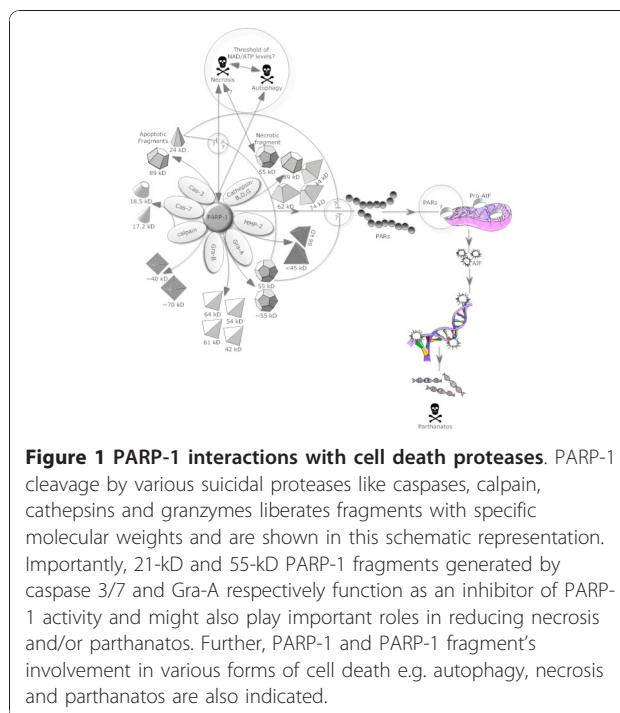 Threshold of
NAD/ATP levels?
Necrosis
Autophagy
Apoptotic
Fragments
24 kD
89 kD
Necrotic
fragment
55 kD
89 kD
44 kD
62 kD
74 kD
Cas-3
Cathepsin
B,D,G
18.5 kD
Cas-7
17.2 kD
PARP-1
MMP-2
66 kD
<45 kD
calpain
Gra-B
Gra-A
~40 kD
~70 kD
55 kD
~55 kD
64 kD
54 kD
61 kD
42 kD
PARs
PARs
Pro-AIF
AIF
Parthanatos
Figure 1 PARP-1 interactions with cell death proteases. PARP-1
cleavage by various suicidal proteases like caspases, calpain,
cathepsins and granzymes liberates fragments with specific
molecular weights and are shown in this schematic representation.
Importantly, 21-kD and 55-kD PARP-1 fragments generated by
caspase 3/7 and Gra-A respectively function as an inhibitor of PARP-
1 activity and might also play important roles in reducing necrosis
and/or parthanatos. Further, PARP-1 and PARP-1 fragment's
involvement in various forms of cell death e.g. autophagy, necrosis
and parthanatos are also indicated.